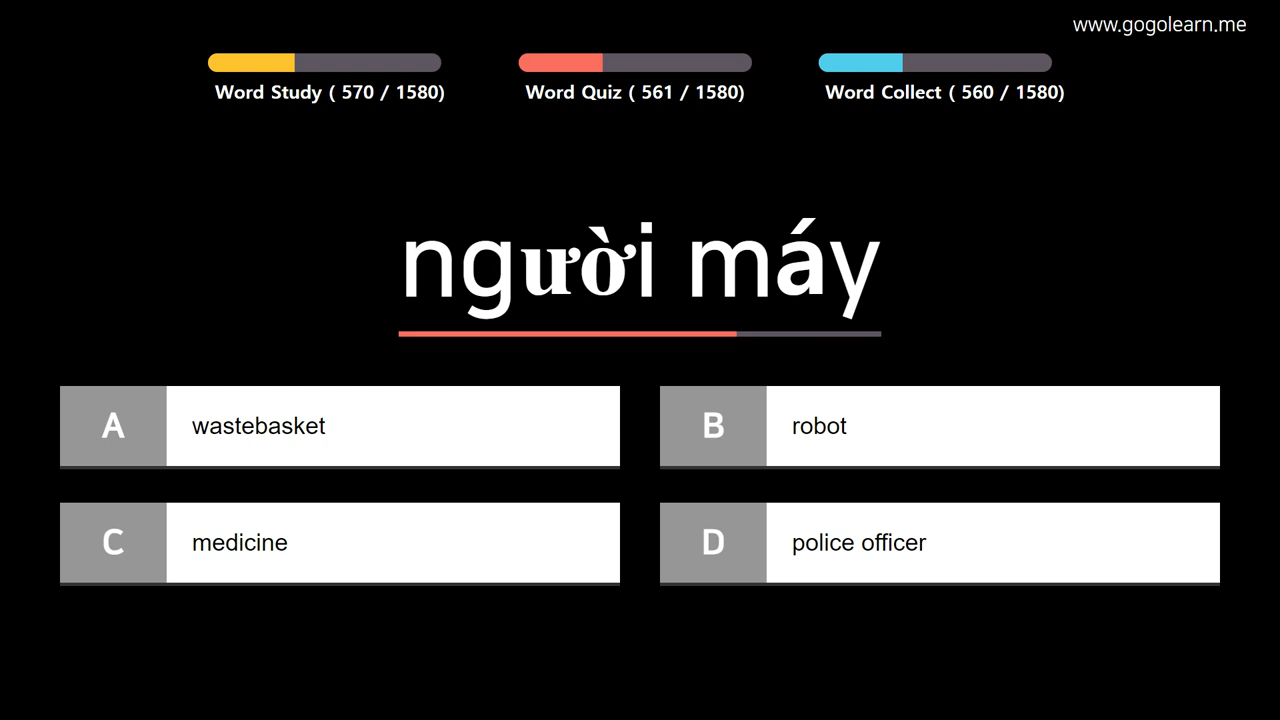 www.gogolearn.me
Word Study ( 570 / 1580)
Word Quiz ( 561 / 1580)
Word Collect ( 560 / 1580)
người máy
A wastebasket
B robot
C medicine
D police officer